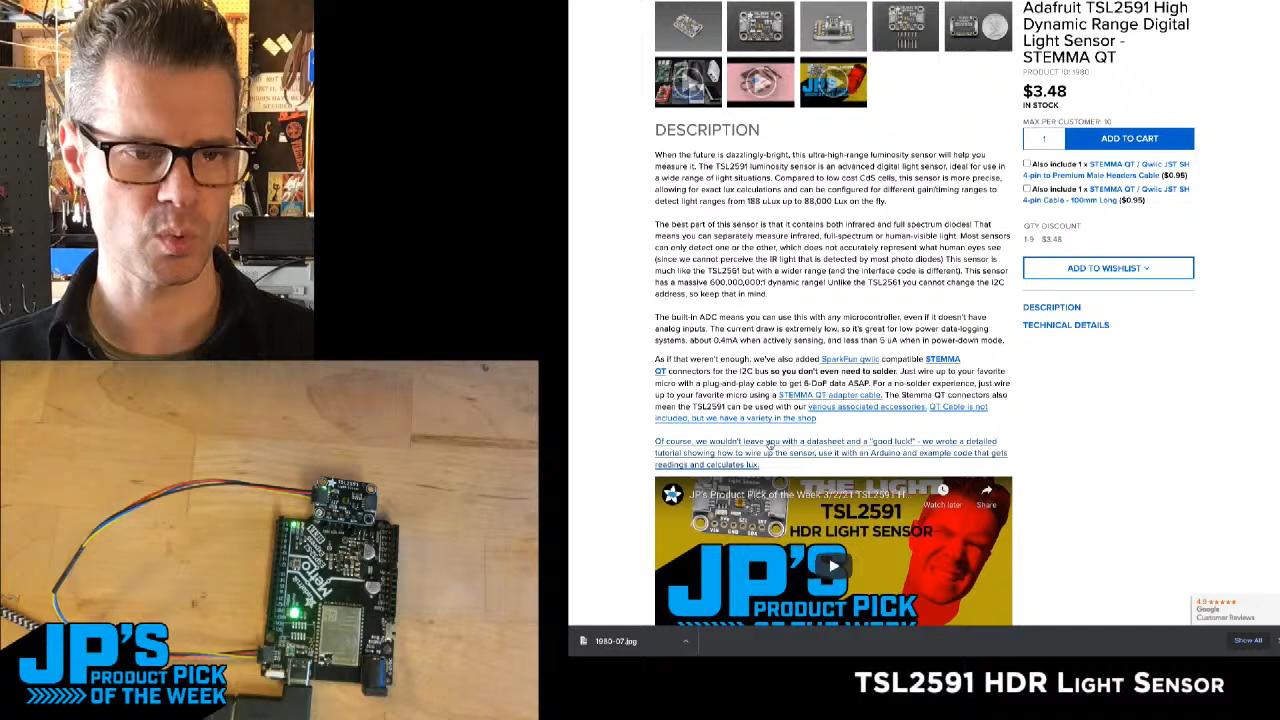 Adafruit TSL2591 High
Dynamic Range Digital
Light Sensor -
STEMMA QT
PRODUCT ID: 1980
$3.48
IN STOCK
MAX PER CUSTOMER: 10
1
ADD TO CART
Also include 1 x STEMMA QT / Qwiic JST SH
4-pin to Premium Male Headers Cable ($0.95)
Also include 1 x STEMMA QT / Qwiic JST SH
4-pin Cable - 100mm Long ($0.95)
QTY DISCOUNT
1-9 $3.48
ADD TO WISHLIST
DESCRIPTION
TECHNICAL DETAILS
DESCRIPTION
When the future is dazzlingly-bright, this ultra-high-range luminosity sensor will help you
measure it. The TSL2591 luminosity sensor is an advanced digital light sensor, ideal for use in
a wide range of light situations. Compared to low cost CdS cells, this sensor is more precise,
allowing for exact lux calculations and can be configured for different gain/timing ranges to
detect light ranges from 188 uLux up to 88,000 Lux on the fly.
The best part of this sensor is that it contains both infrared and full spectrum diodes! That
means you can separately measure infrared, full-spectrum or human-visible light. Most sensors
can only detect one or the other, which does not accurately represent what human eyes see
(since we cannot perceive the IR light that is detected by most photo diodes) This sensor is
much like the TSL2561 but with a wider range (and the interface code is different). This sensor
has a massive 600,000,000:1 dynamic range! Unlike the TSL2561 you cannot change the I2C
address, so keep that in mind.
The built-in ADC means you can use this with any microcontroller, even if it doesn't have
analog inputs. The current draw is extremely low, so it's great for low power data-logging
systems. about 0.4mA when actively sensing, and less than 5 uA when in power-down mode.
As if that weren't enough, we've also added SparkFun qwiic compatible STEMMA
QT connectors for the I2C bus so you don't even need to solder. Just wire up to your favorite
micro with a plug-and-play cable to get 6-DoF data ASAP. For a no-solder experience, just wire
up to your favorite micro using a STEMMA QT adapter cable. The Stemma QT connectors also
mean the TSL2591 can be used with our various associated accessories. QT Cable is not
included, but we have a variety in the shop
Of course, we wouldn't leave you with a datasheet and a "good luck!" - we wrote a detailed
tutorial showing how to wire up the sensor, use it with an Arduino and example code that gets
readings and calculates lux.
JP's Product Pick of the Week 3/2/21 TSL2591 H...
Watch later
Share
THE LIGHT
TSL2591
HDR LIGHT SENSOR
JP'S
PRODUCT PICK
4.9 ★★★★★
Google
Customer Reviews
1980-07.jpg
Show All
TSL2591
JP'S
PRODUCT PICK
OF THE WEEK
TSL2591 HDR LIGHT SENSOR